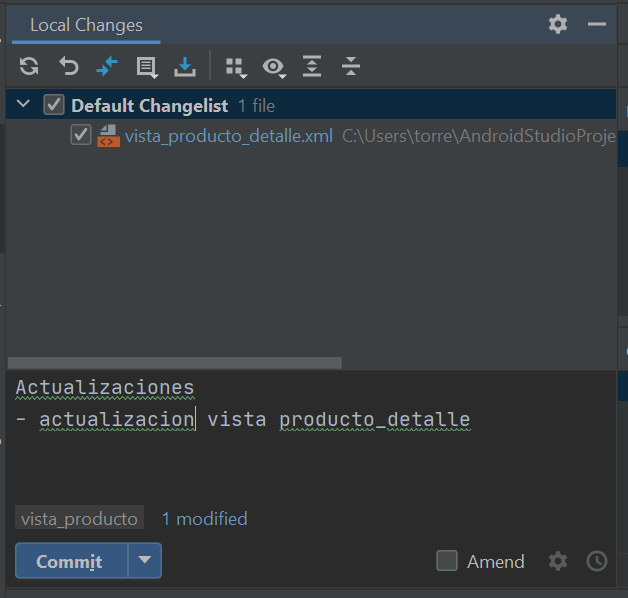 Local Changes
Default Changelist 1 file
vista_producto_detalle.xml C:\Users\torre\AndroidStudioProje
Actualizaciones
- actualizacion vista producto_detalle
vista_producto 1 modified
Commit Amend